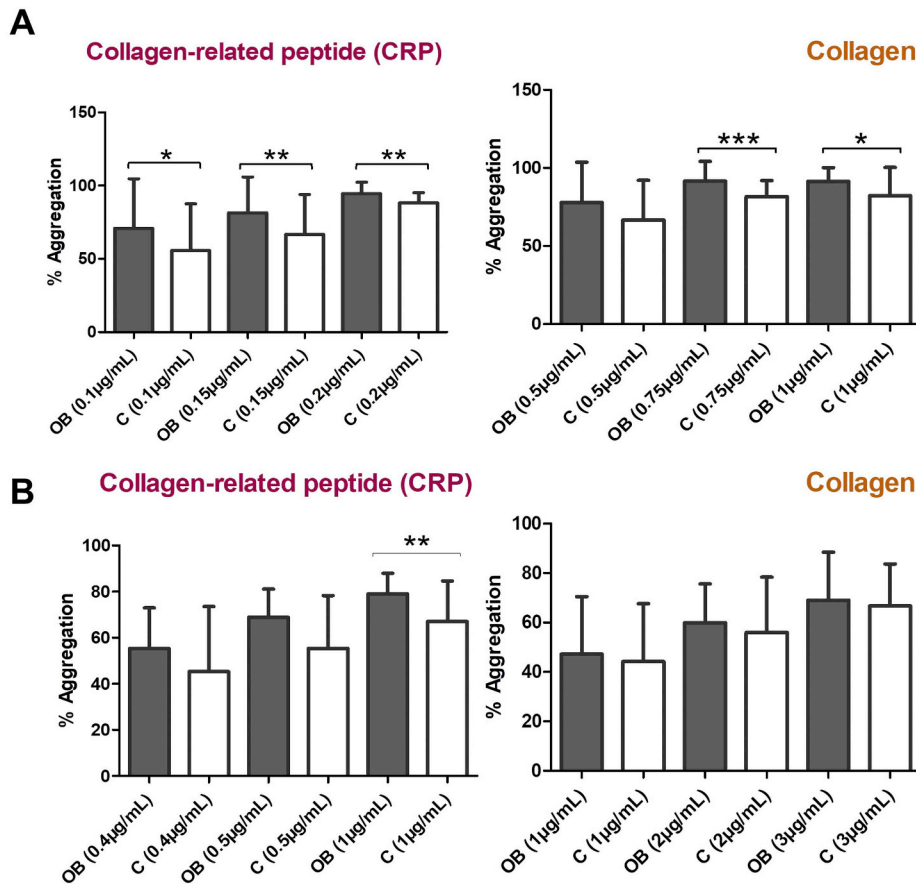 A
Collagen-related peptide (CRP)
Collagen
% Aggregation
150
100
50
0
*
**
**
OB (0.1µg/mL)
C (0.1µg/mL)
OB (0.15µg/mL)
C (0.15µg/mL)
OB (0.2µg/mL)
C (0.2µg/mL)
% Aggregation
150
100
50
0
***
*
OB (0.5µg/mL)
C (0.5µg/mL)
OB (0.75µg/mL)
C (0.75µg/mL)
OB (1µg/mL)
C (1µg/mL)
B
Collagen-related peptide (CRP)
Collagen
% Aggregation
100
80
60
40
20
0
**
OB (0.4µg/mL)
C (0.4µg/mL)
OB (0.5µg/mL)
C (0.5µg/mL)
OB (1µg/mL)
C (1µg/mL)
% Aggregation
100
80
60
40
20
0
OB (1µg/mL)
C (1µg/mL)
OB (2µg/mL)
C (2µg/mL)
OB (3µg/mL)
C (3µg/mL)